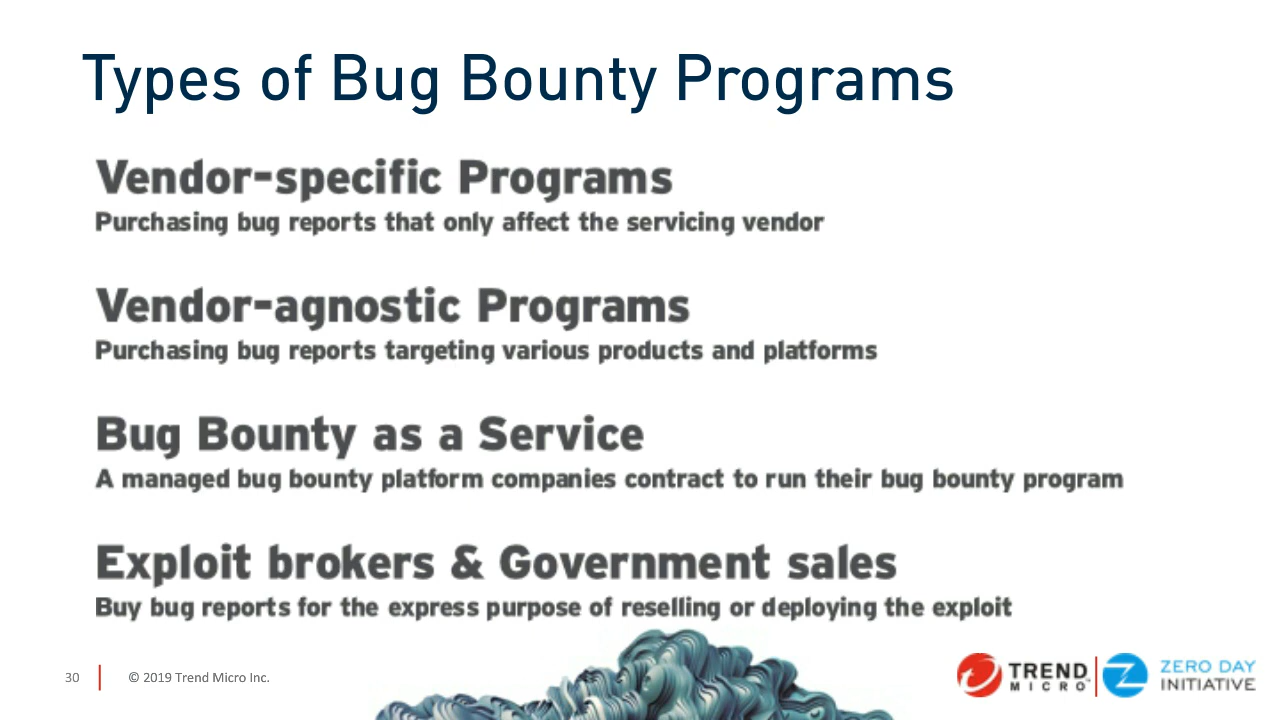 Types of Bug Bounty Programs
Vendor-specific Programs
Purchasing bug reports that only affect the servicing vendor
Vendor-agnostic Programs
Purchasing bug reports targeting various products and platforms
Bug Bounty as a Service
A managed bug bounty platform companies contract to run their bug bounty program
Exploit brokers & Government sales
Buy bug reports for the express purpose of reselling or deploying the exploit
30
© 2019 Trend Micro Inc.
TREND
MICRO™
ZERO DAY
INITIATIVE